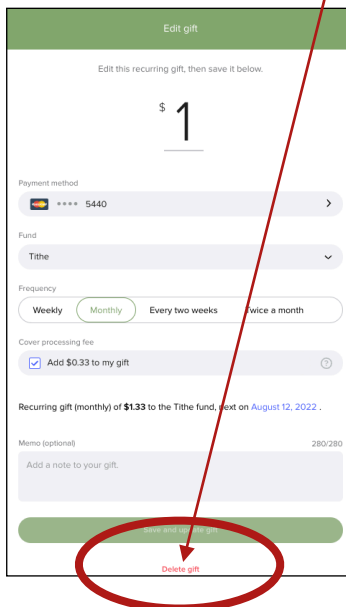 Edit gift
Edit this recurring gift, then save it below.
$ 1
Payment method
•••• 5440
Fund
Tithe
Frequency
Weekly Monthly Every two weeks Twice a month
Cover processing fee
Add $0.33 to my gift ?
Recurring gift (monthly) of $1.33 to the Tithe fund, next on August 12, 2022 .
Memo (optional) 280/280
Add a note to your gift.
Save and update gift
Delete gift